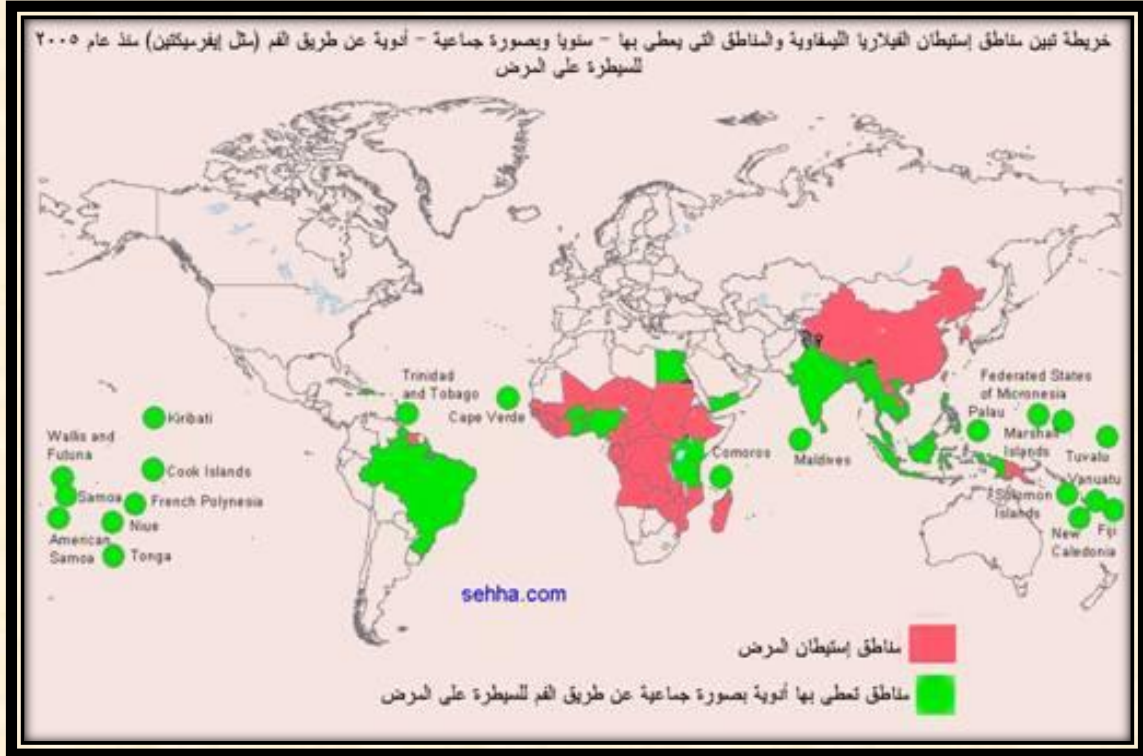 خريطة تبين مناطق إستيطان الفيلاريا الليمفاوية والمناطق التي يعطى بها - سنويا وبصورة جماعية - أدوية عن طريق الفم (مثل إيفرميكتين) منذ عام ٢٠٠٥
للسيطرة على المرض
Trinidad
and Tobago
Cape Verde
Kiribati
Wallis and
Futuna
Cook Islands
Samoa
French Polynesia
Niue
American
Samoa
Tonga
Comoros
Maldives
Federated States
of Micronesia
Palau
Marshall
Islands
Tuvalu
Vanuatu
Solomon
Islands
Fiji
New
Caledonia
sehha.com
مناطق إستيطان المرض
مناطق تعطى بها أدوية بصورة جماعية عن طريق الفم للسيطرة على المرض